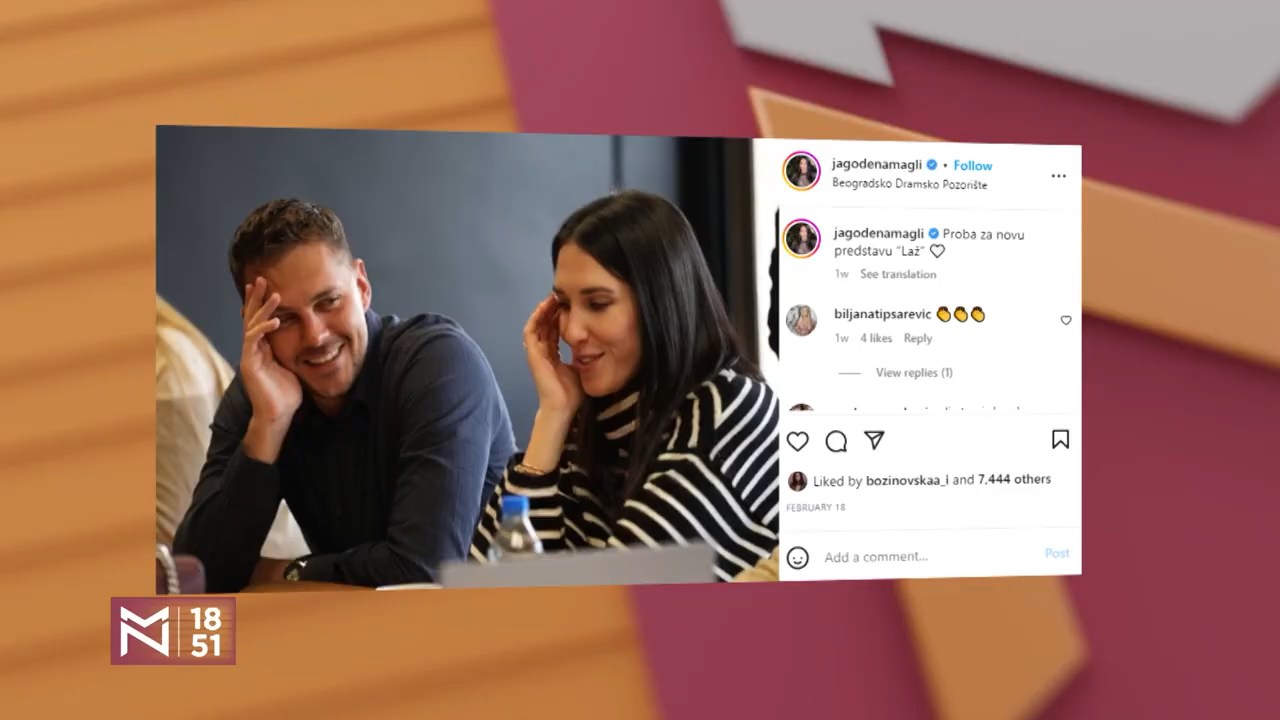 jagodenamagli • Follow
Beogradsko Dramsko Pozorište
jagodenamagli Proba za novu
predstavu "Laž"
1w See translation
biljanatipsarevic 👏👏👏
1w 4 likes Reply
View replies (1)
Liked by bozinovskaa_i and 7,444 others
FEBRUARY 18
Add a comment... Post
18
51